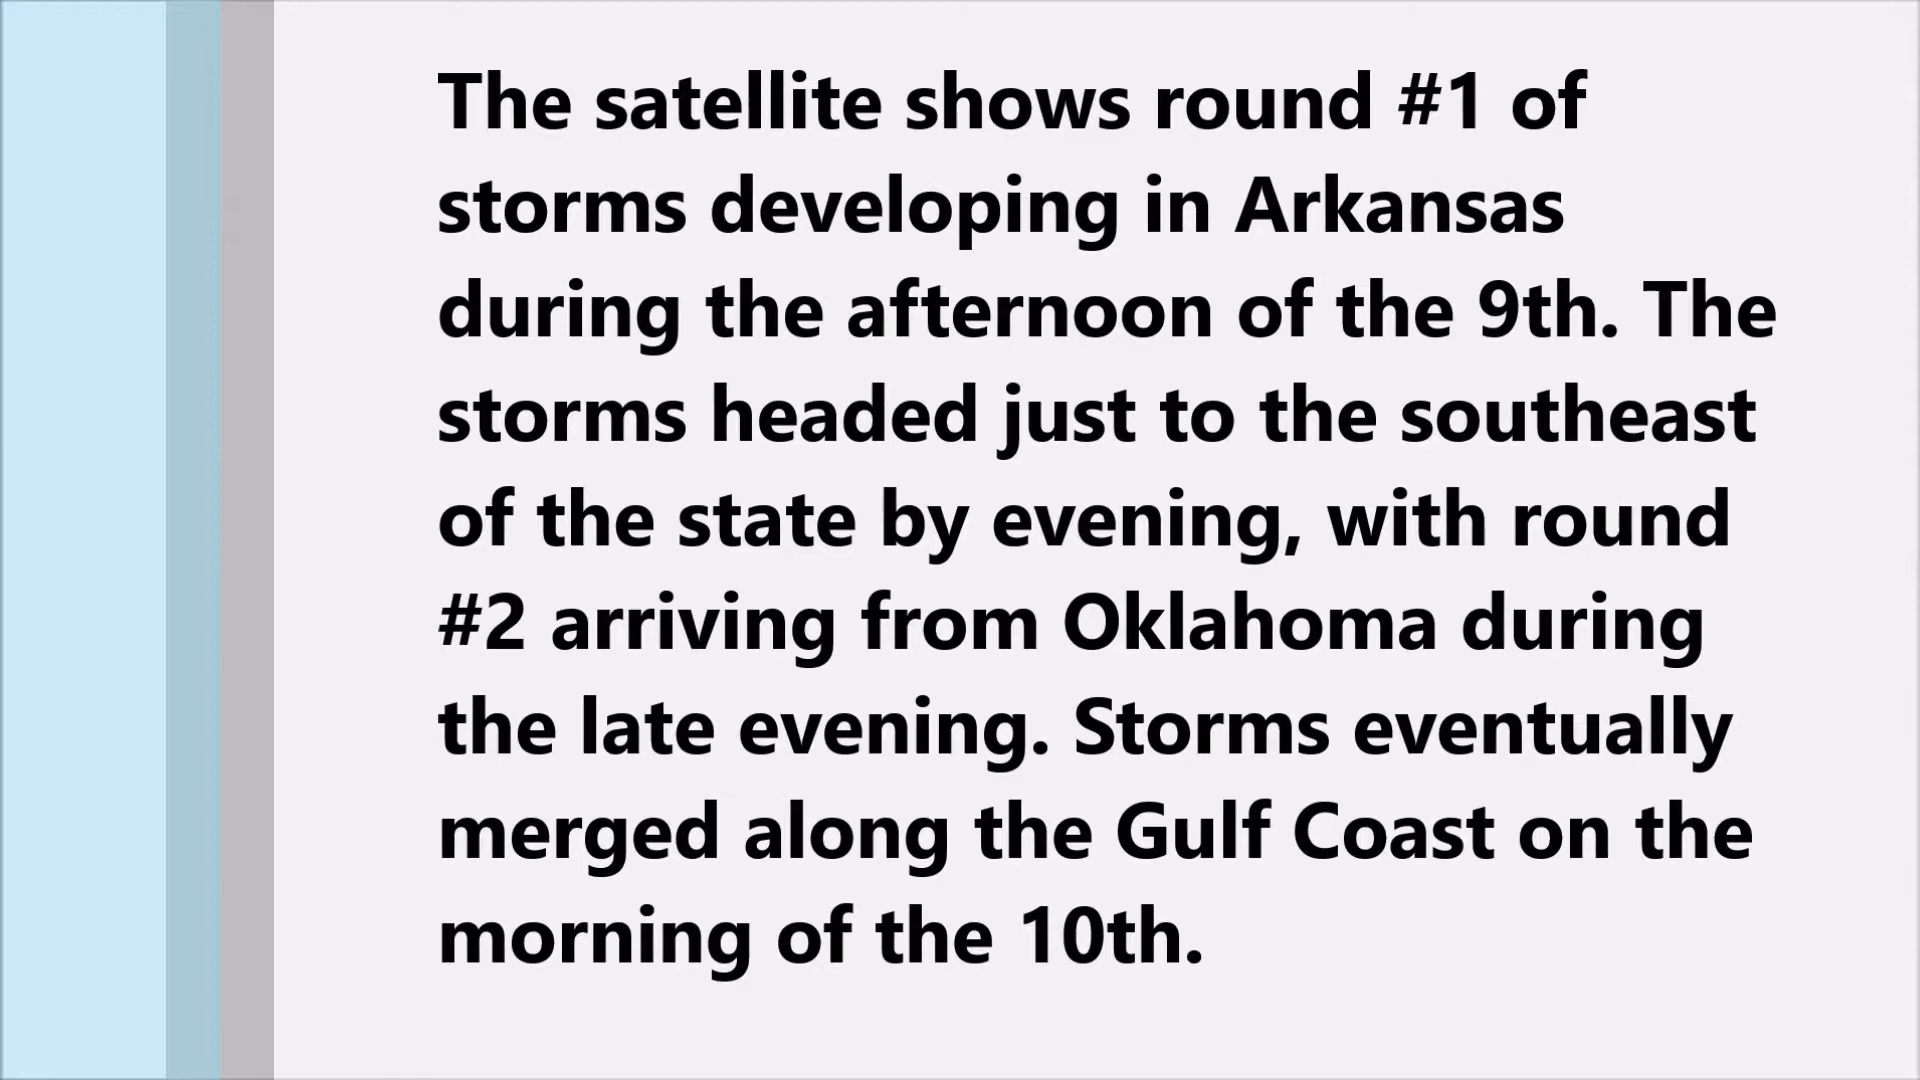 The satellite shows round #1 of
storms developing in Arkansas
during the afternoon of the 9th. The
storms headed just to the southeast
of the state by evening, with round
#2 arriving from Oklahoma during
the late evening. Storms eventually
merged along the Gulf Coast on the
morning of the 10th.